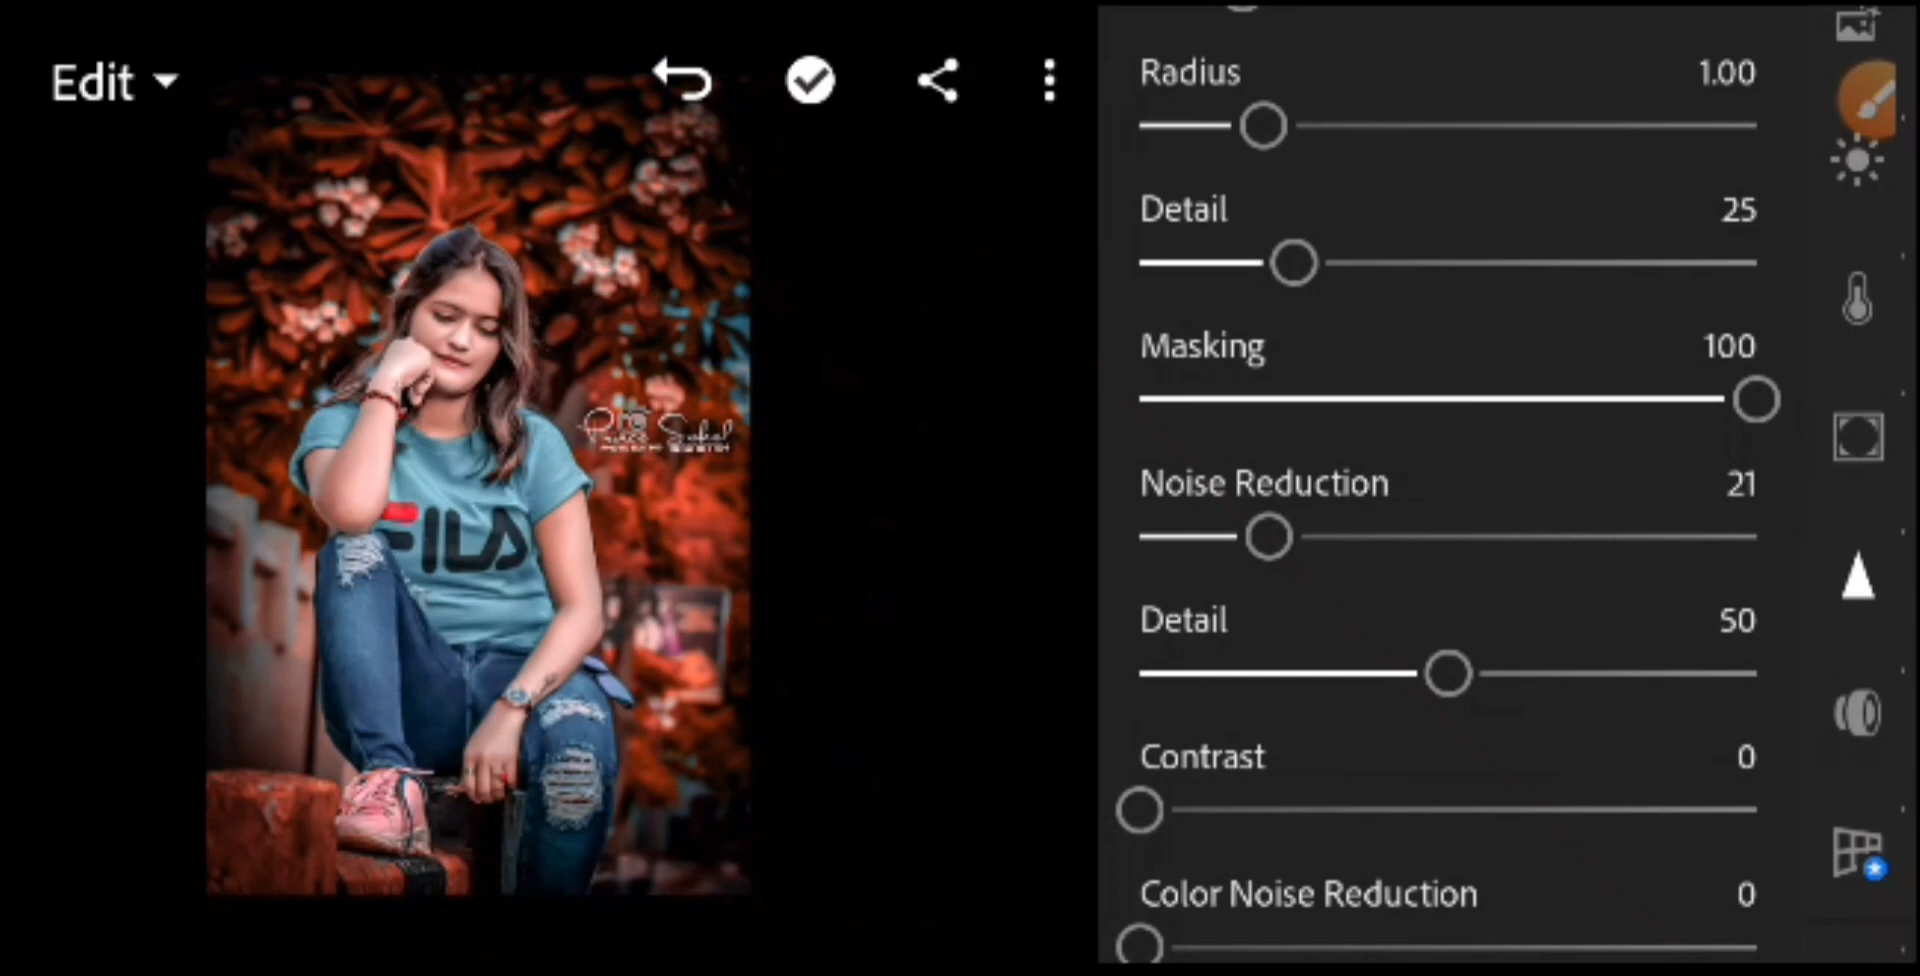 Edit
Radius 1.00
Detail 25
Masking 100
Noise Reduction 21
Detail 50
Contrast 0
Color Noise Reduction 0
FILA